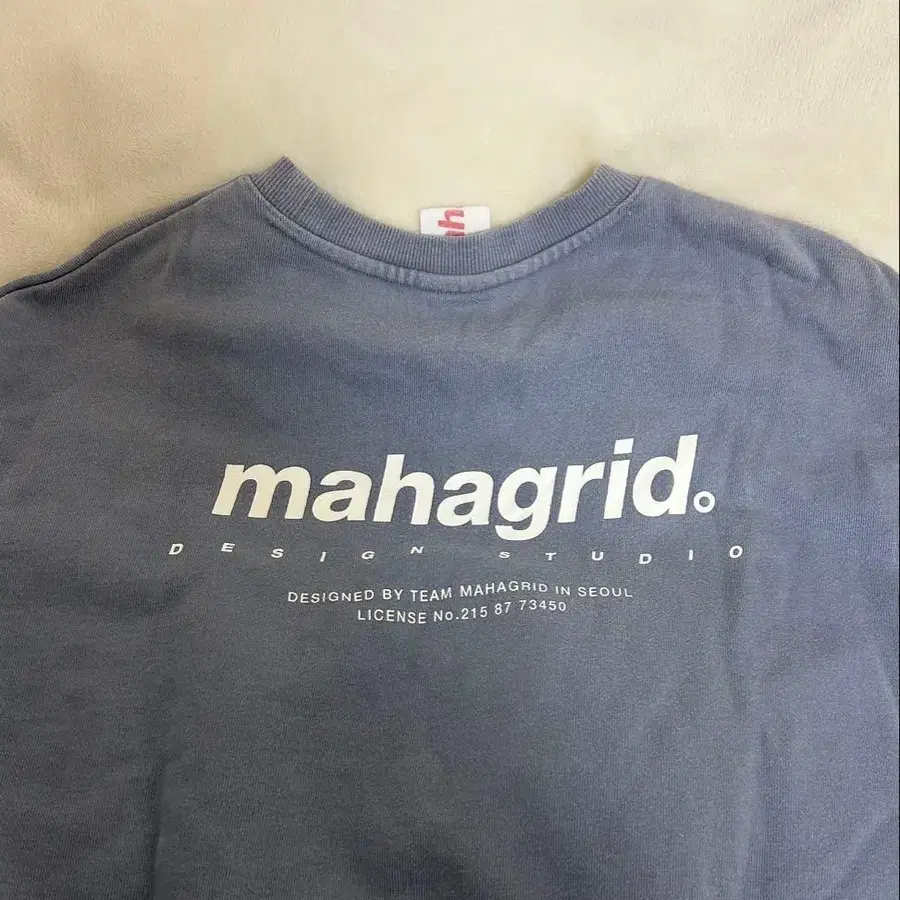 mahagrid.
DESIGN STUDIO
DESIGNED BY TEAM MAHAGRID IN SEOUL
LICENSE No.215 87 73450